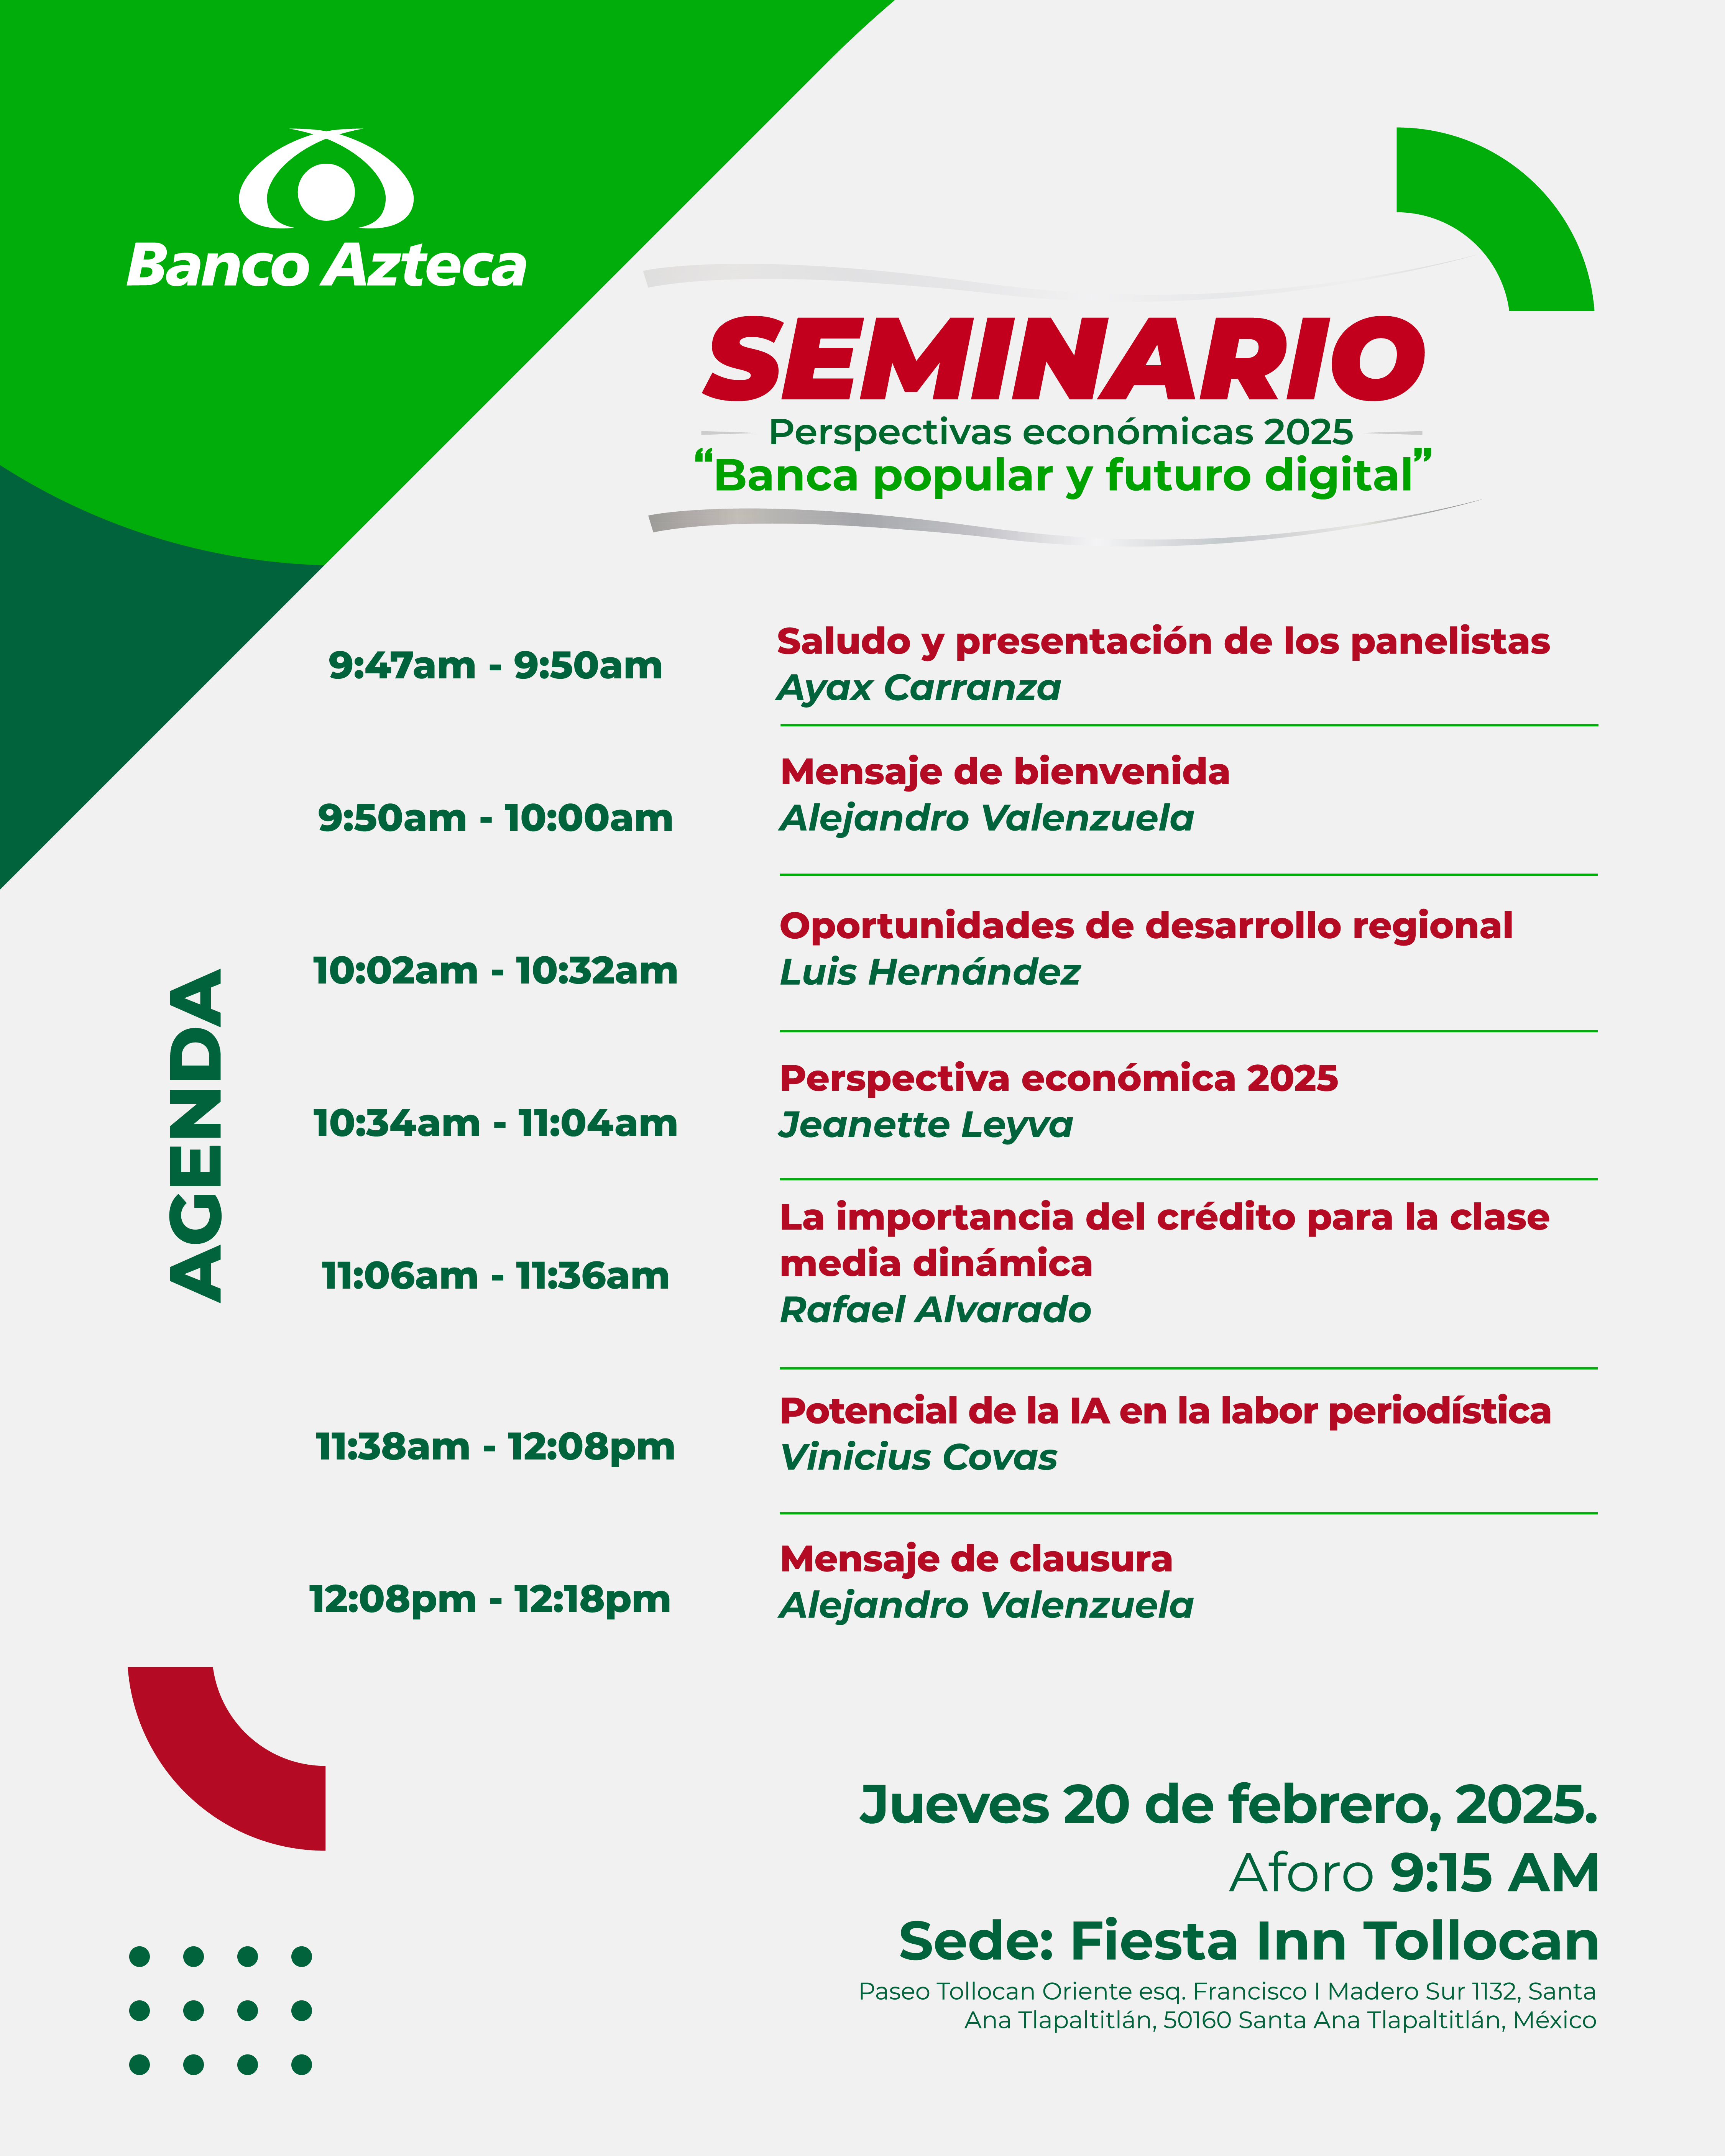 Banco Azteca
SEMINARIO
Perspectivas económicas 2025
“Banca popular y futuro digital”
AGENDA
9:47am - 9:50am
Saludo y presentación de los panelistas
Ayax Carranza
9:50am - 10:00am
Mensaje de bienvenida
Alejandro Valenzuela
10:02am - 10:32am
Oportunidades de desarrollo regional
Luis Hernández
10:34am - 11:04am
Perspectiva económica 2025
Jeanette Leyva
11:06am - 11:36am
La importancia del crédito para la clase
media dinámica
Rafael Alvarado
11:38am - 12:08pm
Potencial de la IA en la labor periodística
Vinicius Covas
12:08pm - 12:18pm
Mensaje de clausura
Alejandro Valenzuela
Jueves 20 de febrero, 2025.
Aforo 9:15 AM
Sede: Fiesta Inn Tollocan
Paseo Tollocan Oriente esq. Francisco I Madero Sur 1132, Santa
Ana Tlapaltitlán, 50160 Santa Ana Tlapaltitlán, México